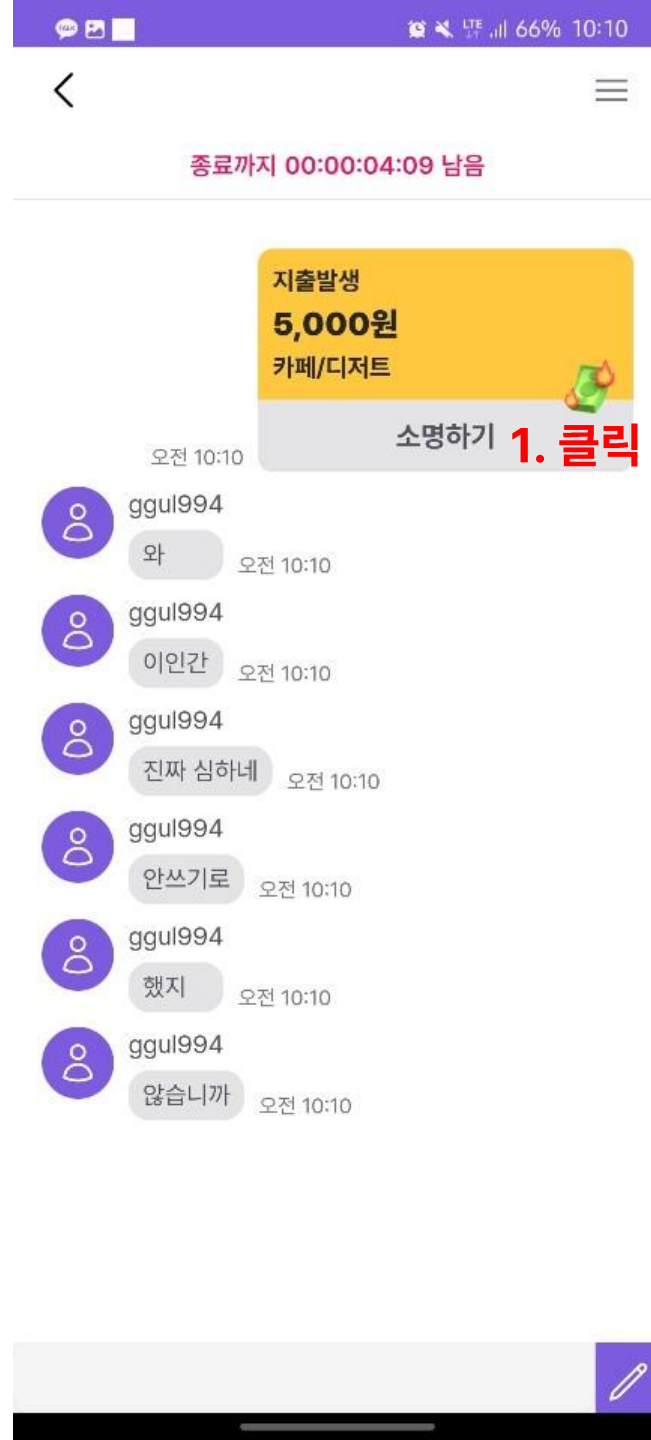 TALK LTE 66% 10:10
종료까지 00:00:04:09 남음
지출발생
5,000원
카페/디저트
소명하기
1. 클릭
오전 10:10
ggul994
와
오전 10:10
ggul994
이인간
오전 10:10
ggul994
진짜 심하네
오전 10:10
ggul994
안쓰기로
오전 10:10
ggul994
했지
오전 10:10
ggul994
않습니까
오전 10:10